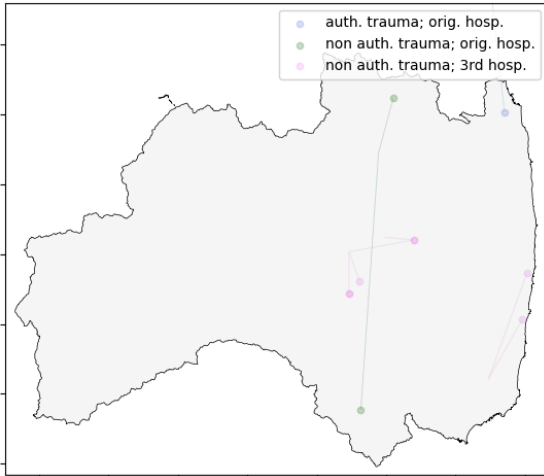 auth. trauma; orig. hosp.
non auth. trauma; orig. hosp.
non auth. trauma; 3rd hosp.